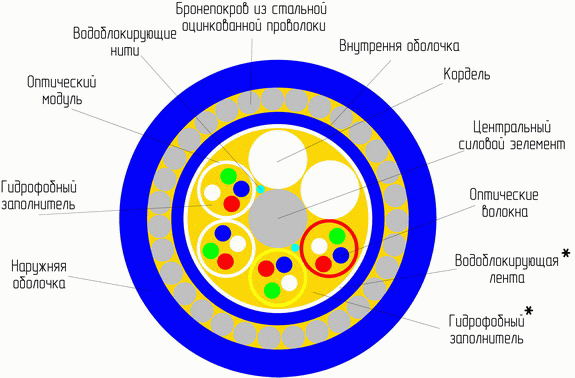 Бронепокров из стальной
оцинкованной проволоки
Водоблокирующие
нити
Внутрення оболочка
Оптический
модуль
Кордель
Центральный
силовой зелемент
Гидрофобный
заполнитель
Оптические
волокна
Наружняя
оболочка
Водоблокирующая *
лента
Гидрофобный *
заполнитель